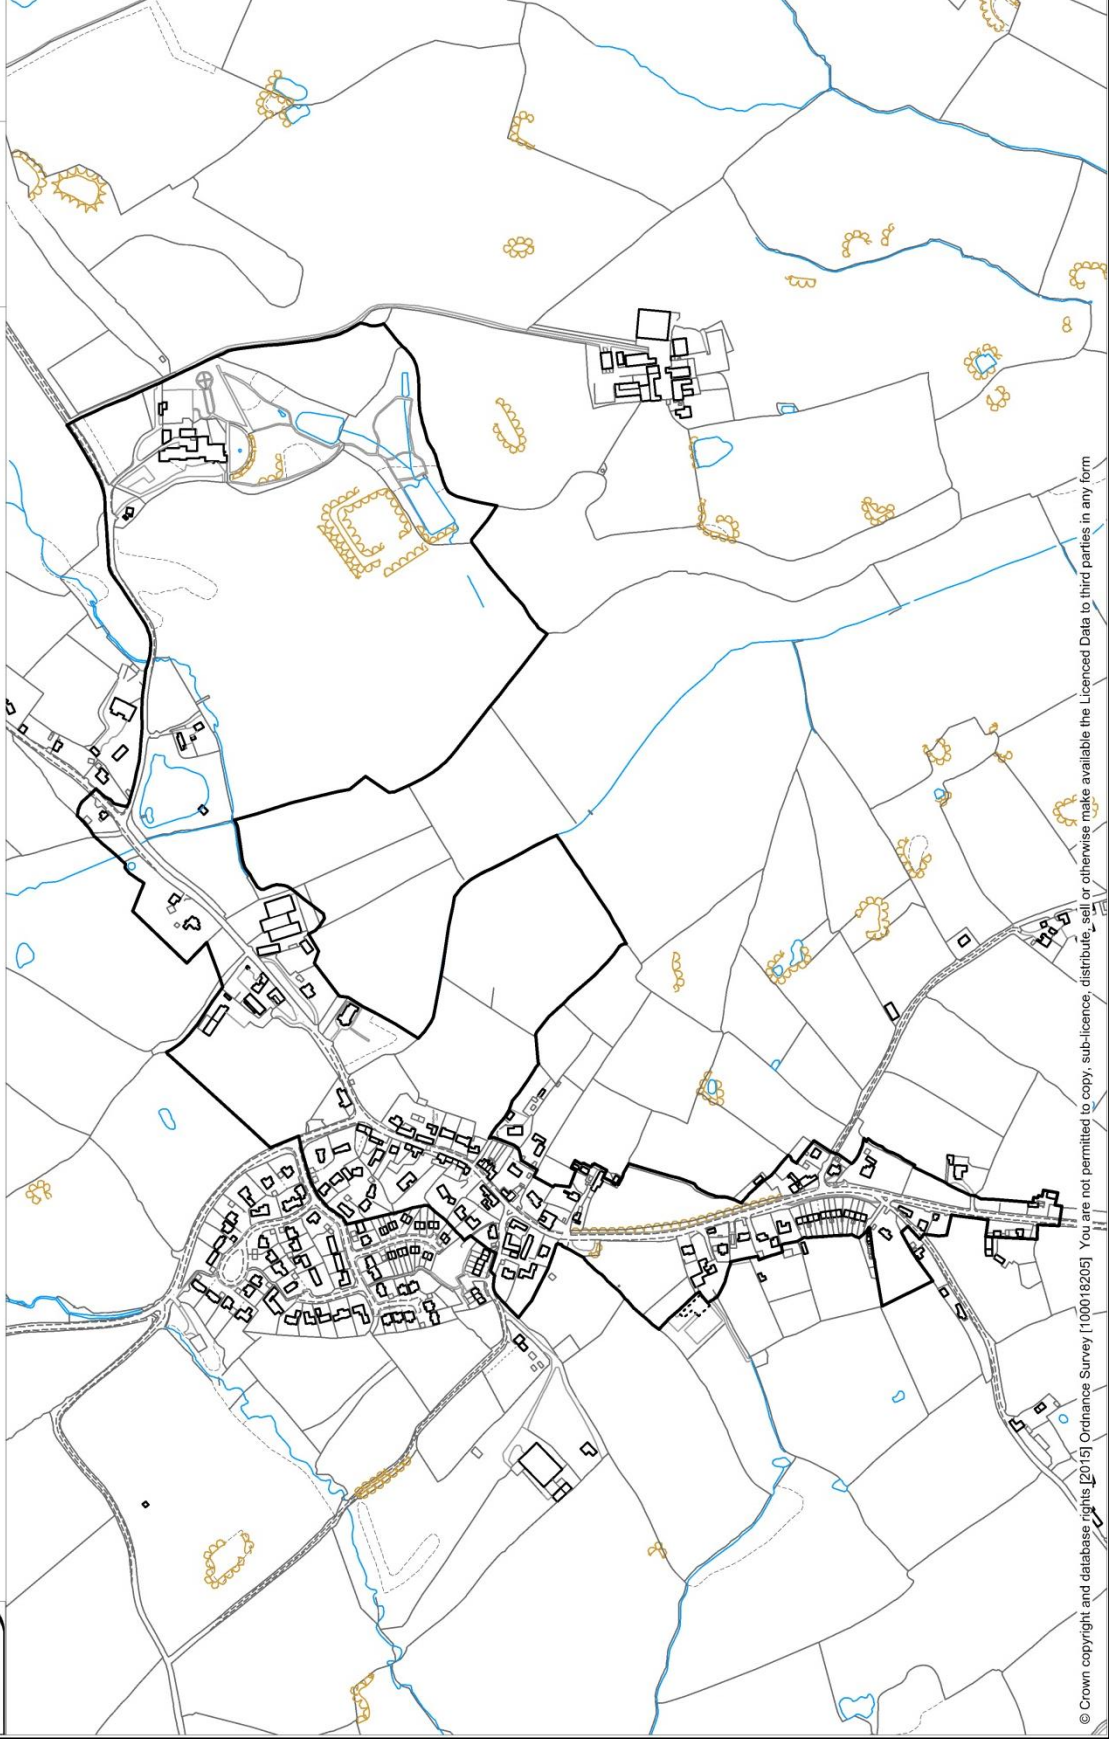 © Crown copyright and database rights [2015] Ordnance Survey [100018205] You are not permitted to copy, sub-licence, distribute, sell or otherwise make available the Licenced Data to third parties in any form